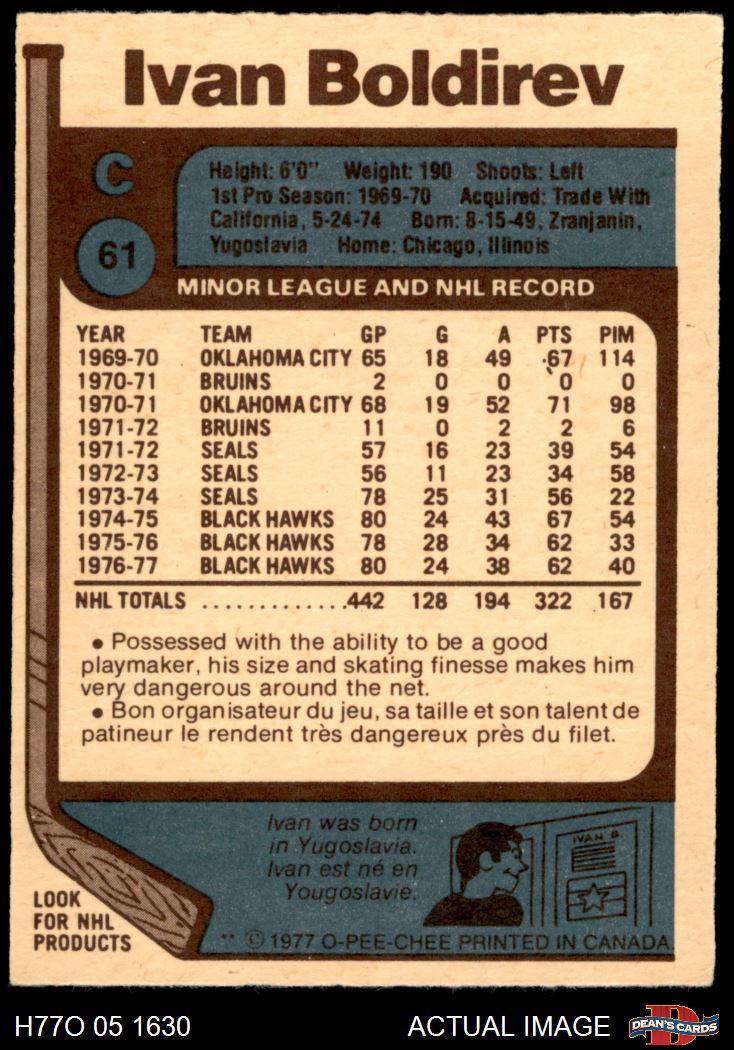 Ivan Boldirev
C
61
Height: 6'0" Weight: 190 Shoots: Left
1st Pro Season: 1969-70 Acquired: Trade With
California, 5-24-74 Born: 8-15-49, Zranjanin,
Yugoslavia Home: Chicago, Illinois
MINOR LEAGUE AND NHL RECORD
YEAR TEAM GP G A PTS PIM
1969-70 OKLAHOMA CITY 65 18 49 67 114
1970-71 BRUINS 2 0 0 0 0
1970-71 OKLAHOMA CITY 68 19 52 71 98
1971-72 BRUINS 11 0 2 2 6
1971-72 SEALS 57 16 23 39 54
1972-73 SEALS 56 11 23 34 58
1973-74 SEALS 78 25 31 56 22
1974-75 BLACK HAWKS 80 24 43 67 54
1975-76 BLACK HAWKS 78 28 34 62 33
1976-77 BLACK HAWKS 80 24 38 62 40
NHL TOTALS .............442 128 194 322 167
• Possessed with the ability to be a good
playmaker, his size and skating finesse makes him
very dangerous around the net.
• Bon organisateur du jeu, sa taille et son talent de
patineur le rendent très dangereux près du filet.
Ivan was born
in Yugoslavia.
Ivan est né en
Yougoslavie.
IVAN B
LOOK
FOR NHL
PRODUCTS
** © 1977 O-PEE-CHEE PRINTED IN CANADA.
H77O 05 1630 ACTUAL IMAGE
D
DEAN'S CARDS